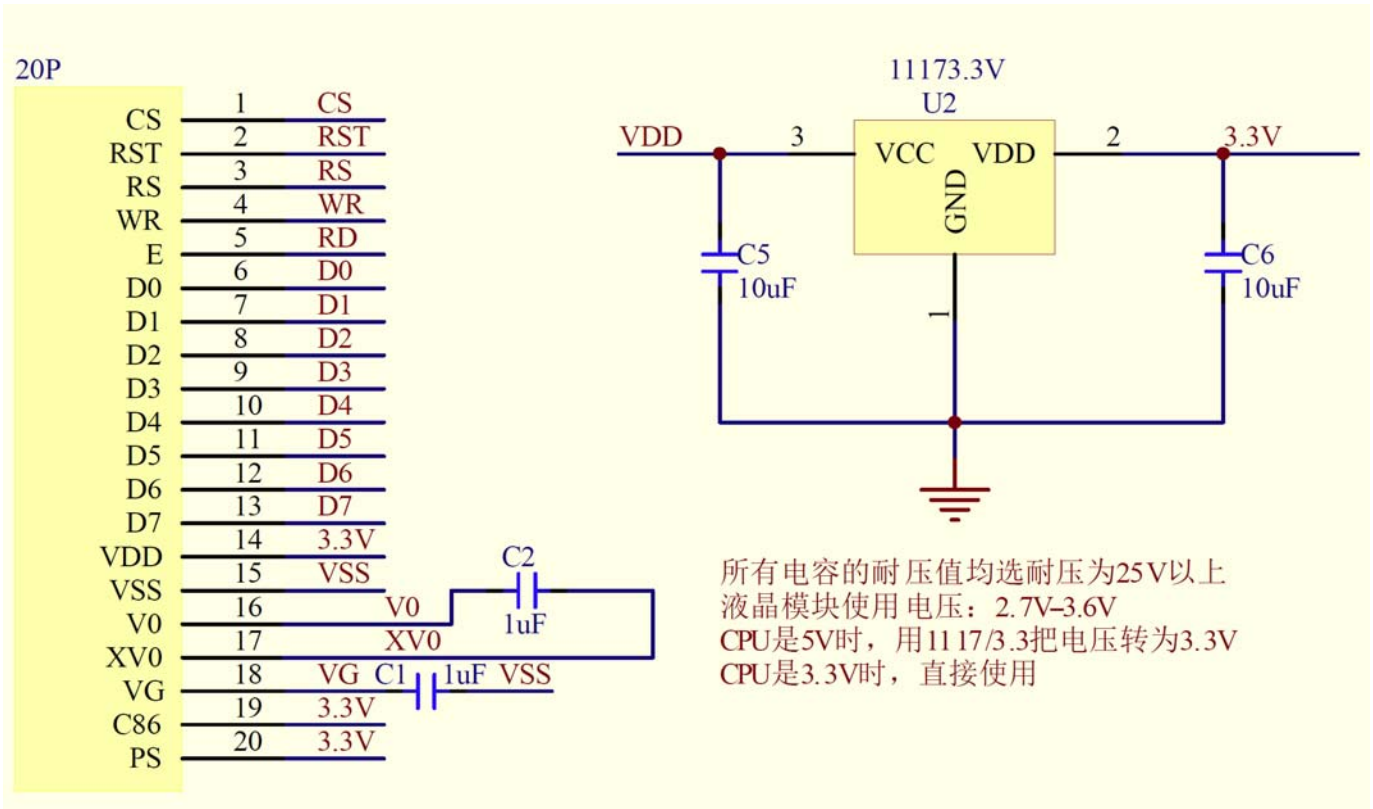 20P
CS 1 CS
RST 2 RST
RS 3 RS
WR 4 WR
E 5 RD
D0 6 D0
D1 7 D1
D2 8 D2
D3 9 D3
D4 10 D4
D5 11 D5
D6 12 D6
D7 13 D7
VDD 14 3.3V
VSS 15 VSS
V0 16 V0
XV0 17 XV0
VG 18 VG C1 1uF VSS
C86 19 3.3V
PS 20 3.3V
C2
1uF
11173.3V
U2
VDD 3 VCC VDD 2 3.3V
GND
1
C5
10uF
C6
10uF
所有电容的耐压值均选耐压为25V以上
液晶模块使用电压：2.7V–3.6V
CPU是5V时，用1117/3.3把电压转为3.3V
CPU是3.3V时，直接使用